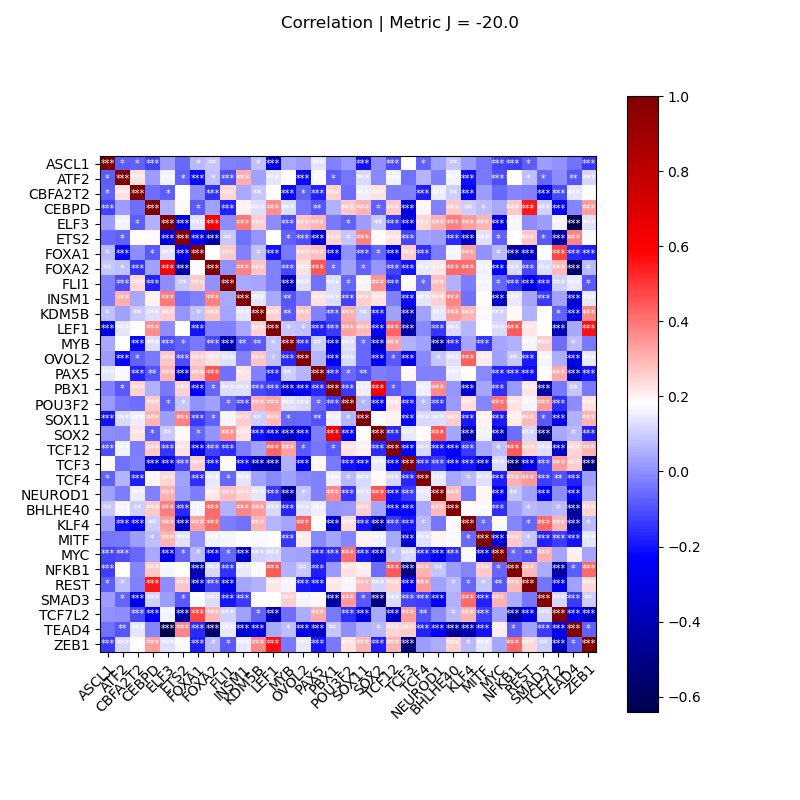 Correlation | Metric J = -20.0
ASCL1
ATF2
CBFA2T2
CEBPD
ELF3
ETS2
FOXA1
FOXA2
FLI1
INSM1
KDM5B
LEF1
MYB
OVOL2
PAX5
PBX1
POU3F2
SOX11
SOX2
TCF12
TCF3
TCF4
NEUROD1
BHLHE40
KLF4
MITF
MYC
NFKB1
REST
SMAD3
TCF7L2
TEAD4
ZEB1
ASCL1
ATF2
CBFA2T2
CEBPD
ELF3
ETS2
FOXA1
FOXA2
FLI1
INSM1
KDM5B
LEF1
MYB
OVOL2
PAX5
PBX1
POU3F2
SOX11
SOX2
TCF12
TCF3
TCF4
NEUROD1
BHLHE40
KLF4
MITF
MYC
NFKB1
REST
SMAD3
TCF7L2
TEAD4
ZEB1
1.0
0.8
0.6
0.4
0.2
0.0
−0.2
−0.4
−0.6